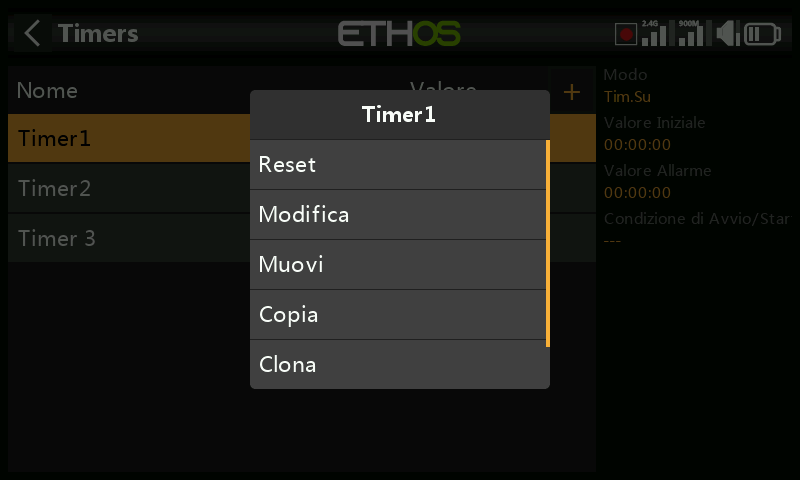 Timers
ETHOS
2.4G
900M
Nome
Valore
+
Modo
Tim.Su
Valore Iniziale
00:00:00
Valore Allarme
00:00:00
Condizione di Avvio/Star
---
Timer1
Timer2
Timer 3
Timer1
Reset
Modifica
Muovi
Copia
Clona